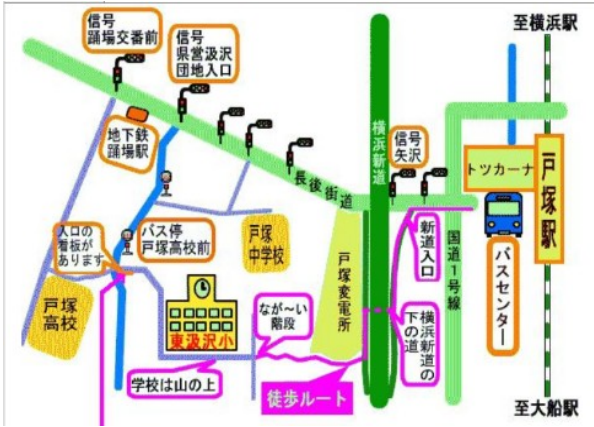 信号
踊場交番前
信号
県営汲沢
団地入口
至横浜駅
地下鉄
踊場駅
横浜新道
信号
矢沢
トツカーナ
戸塚駅
長後街道
入口の
看板が
あります
バス停
戸塚高校前
戸塚
中学校
戸塚変電所
新道入口
国道1号線
バスセンター
戸塚
高校
東汲沢小
なが〜い
階段
横浜新道の
下の道
学校は山の上
徒歩ルート
至大船駅